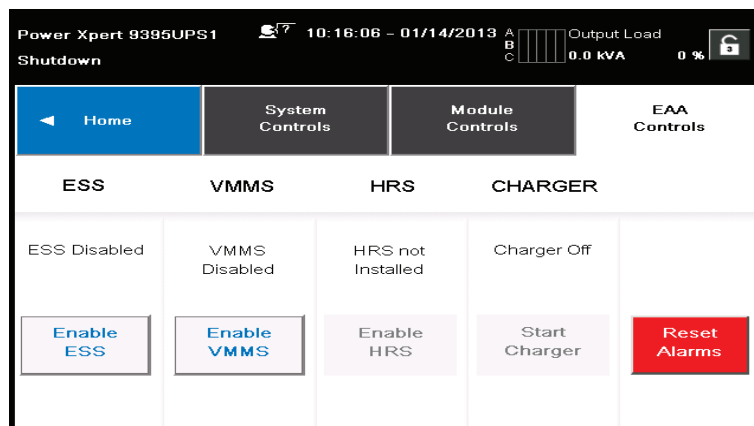 Power Xpert 9395UPS1 ? 10:16:06 - 01/14/2013 A Output Load
B
Shutdown C 0.0 kVA 0 %
Home System Controls Module Controls EAA Controls
ESS VMMS HRS CHARGER
ESS Disabled VMMS Disabled HRS not Installed Charger Off
Enable ESS Enable VMMS Enable HRS Start Charger Reset Alarms